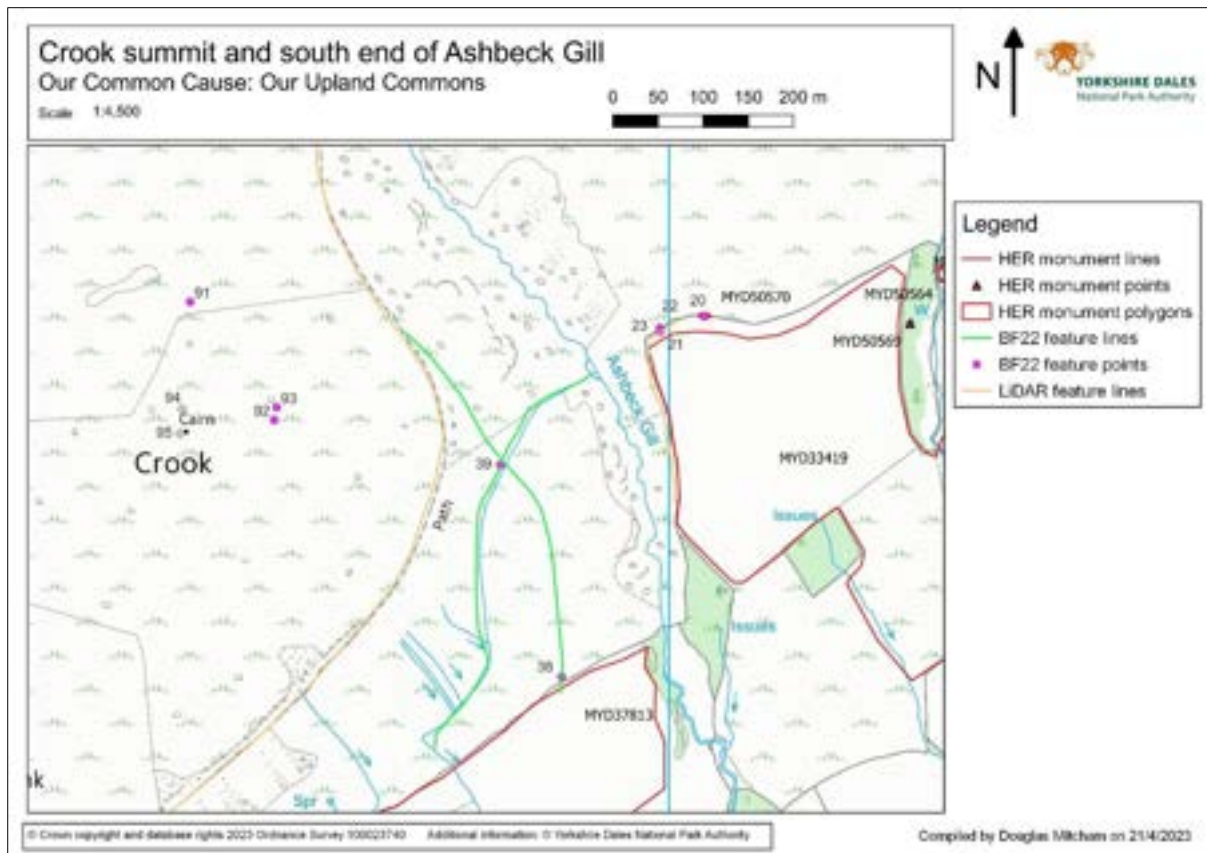 Crook summit and south end of Ashbeck Gill
Our Common Cause: Our Upland Commons
Scale 1:4,500
0 50 100 150 200 m
N
YORKSHIRE DALES
National Park Authority
Legend
HER monument lines
HER monument points
HER monument polygons
BF22 feature lines
BF22 feature points
LiDAR feature lines
91
22
20
MYD50570
MYD50564
W
23
21
MYD50569
Ashbeck Gill
94
93
Cairn
92
95
Crook
39
MYD33419
Path
Issues
Issues
38
MYD37813
Spr
nk
© Crown copyright and database rights 2023 Ordnance Survey 100023740 Additional information: © Yorkshire Dales National Park Authority
Compiled by Douglas Mitcham on 21/4/2023